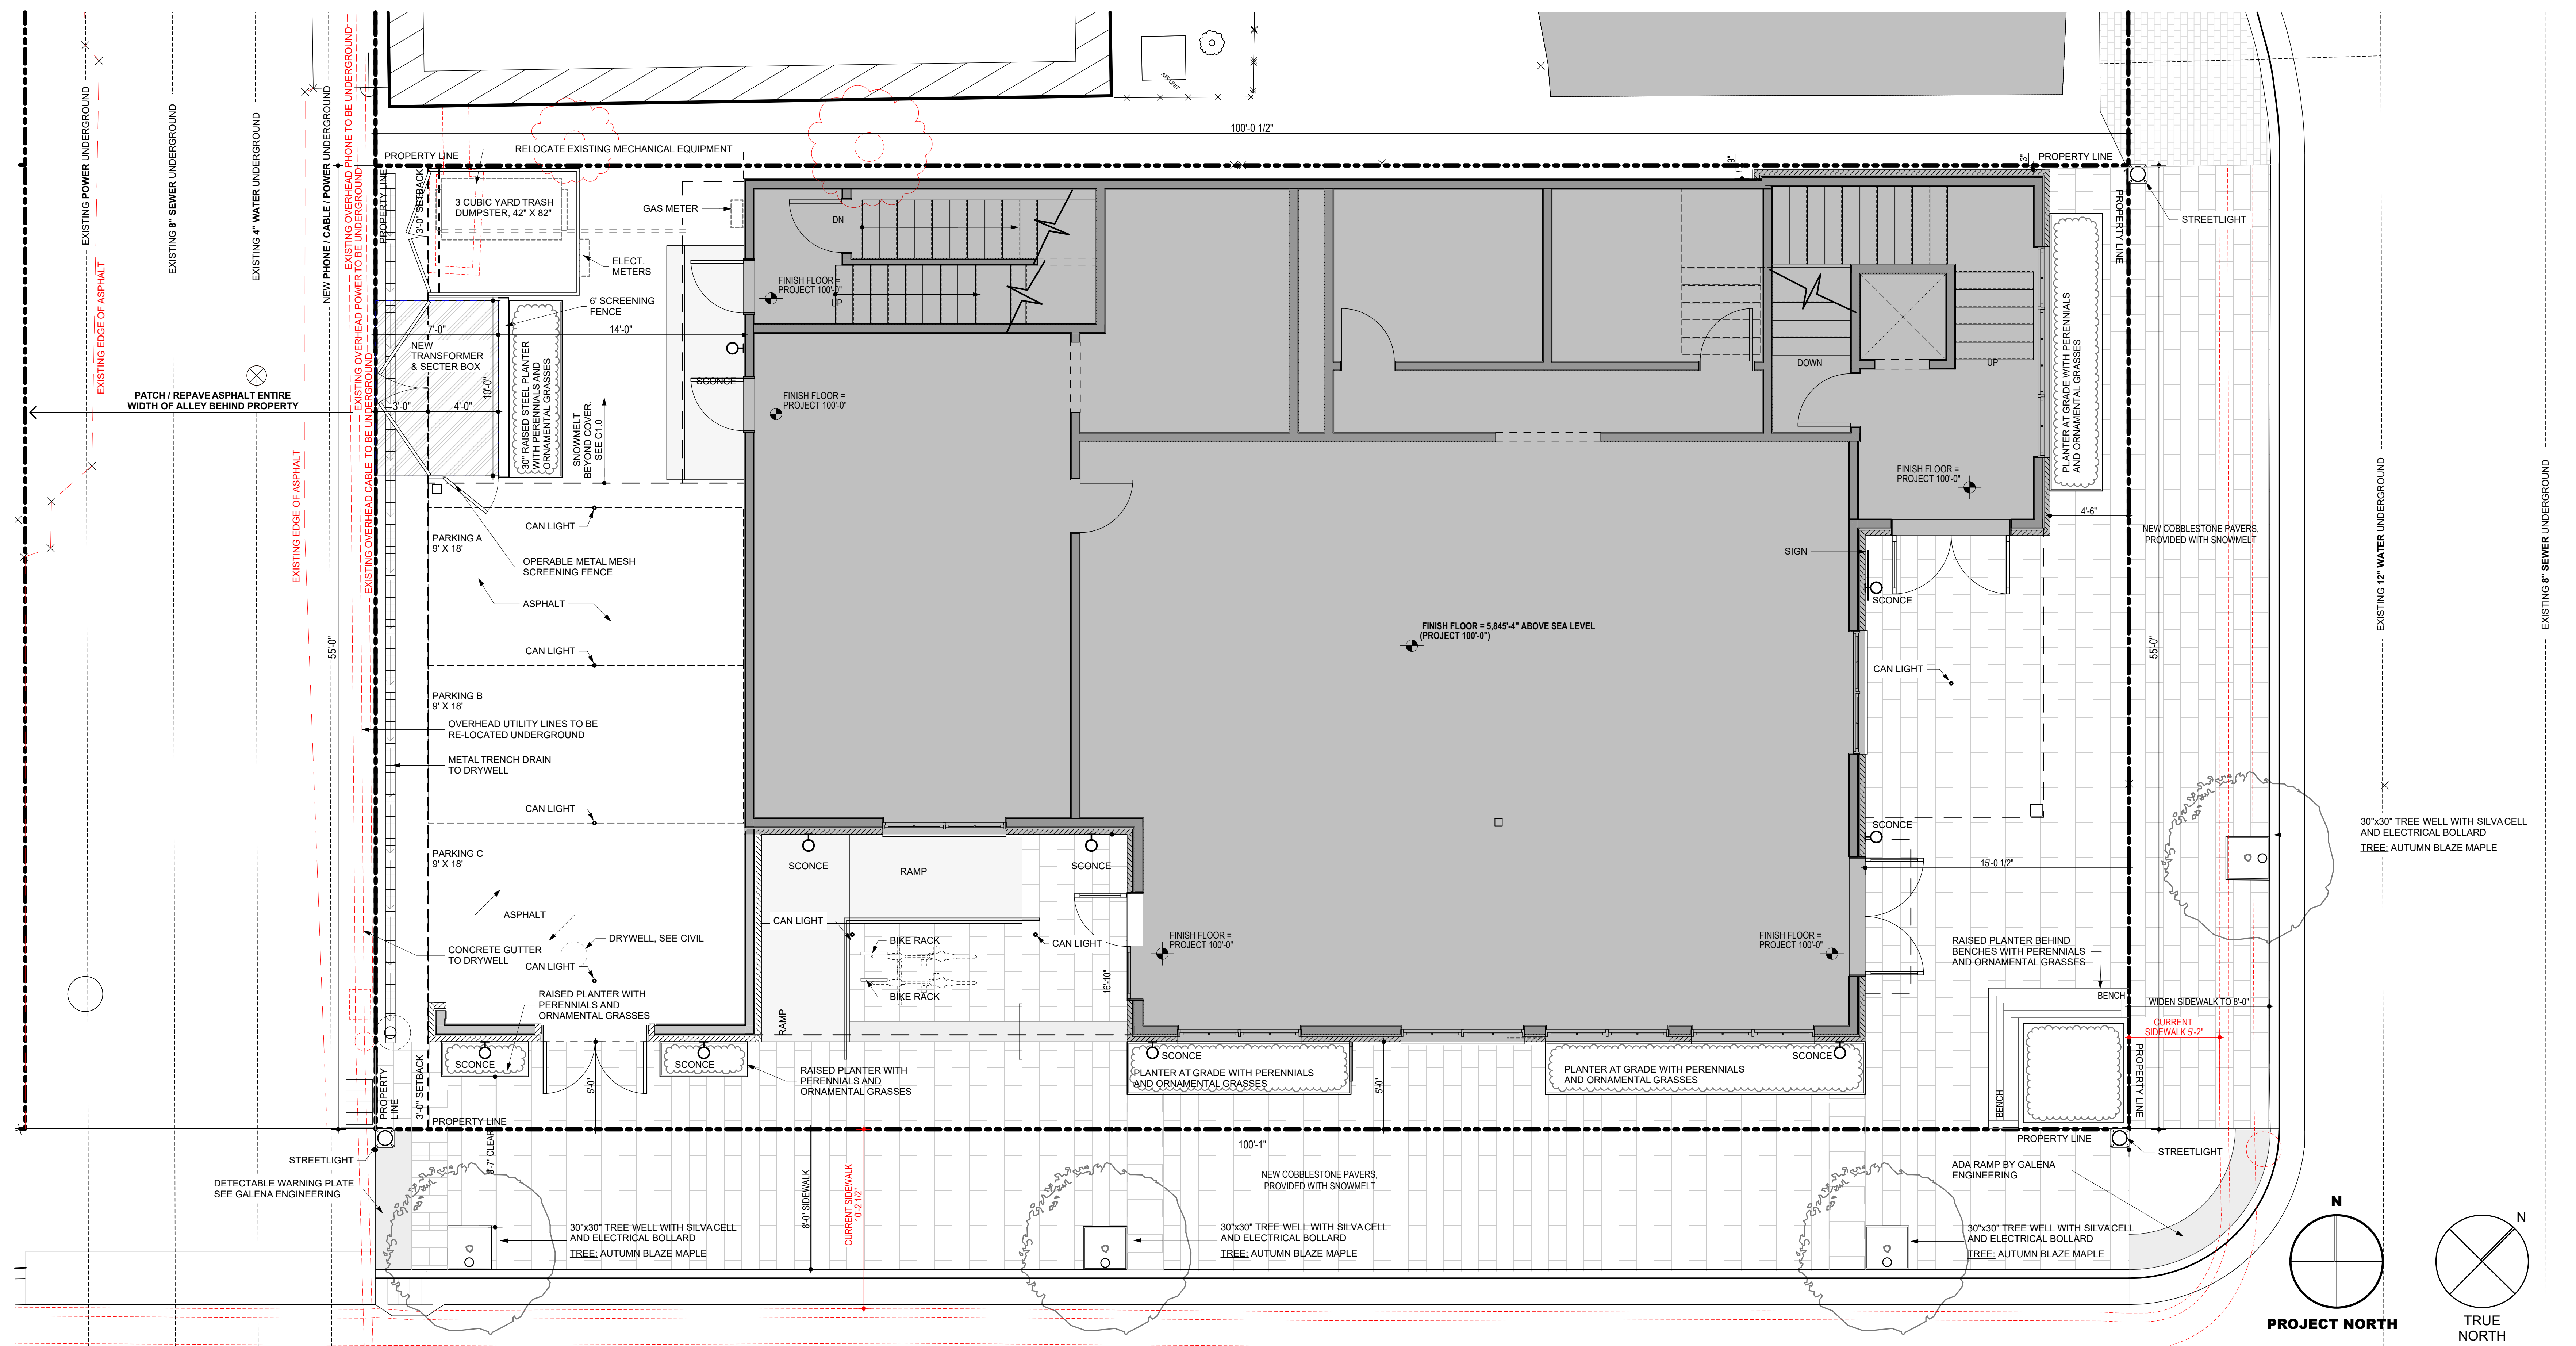 EXISTING POWER UNDERGROUND
EXISTING EDGE OF ASPHALT
EXISTING 8" SEWER UNDERGROUND
EXISTING 4" WATER UNDERGROUND
NEW PHONE / CABLE / POWER UNDERGROUND
EXISTING OVERHEAD PHONE TO BE UNDERGROUND
EXISTING OVERHEAD POWER TO BE UNDERGROUND
EXISTING OVERHEAD CABLE TO BE UNDERGROUND
EXISTING EDGE OF ASPHALT
PATCH / REPAVE ASPHALT ENTIRE
WIDTH OF ALLEY BEHIND PROPERTY
AIR UNIT
100'-0 1/2"
PROPERTY LINE
RELOCATE EXISTING MECHANICAL EQUIPMENT
9"
3"
PROPERTY LINE
PROPERTY LINE
3'-0" SETBACK
3 CUBIC YARD TRASH
DUMPSTER, 42" X 82"
GAS METER
ELECT.
METERS
6' SCREENING
FENCE
7'-0"
14'-0"
NEW
TRANSFORMER
& SECTER BOX
10'-0"
3'-0"
4'-0"
30" RAISED STEEL PLANTER
WITH PERENNIALS AND
ORNAMENTAL GRASSES
SNOWMELT
BEYOND COVER,
SEE C1.0
SCONCE
DN
FINISH FLOOR =
PROJECT 100'-0"
UP
FINISH FLOOR =
PROJECT 100'-0"
DOWN
UP
FINISH FLOOR =
PROJECT 100'-0"
PROPERTY LINE
STREETLIGHT
PLANTER AT GRADE WITH PERENNIALS
AND ORNAMENTAL GRASSES
4'-6"
NEW COBBLESTONE PAVERS,
PROVIDED WITH SNOWMELT
EXISTING 12" WATER UNDERGROUND
EXISTING 8" SEWER UNDERGROUND
CAN LIGHT
PARKING A
9' X 18'
OPERABLE METAL MESH
SCREENING FENCE
ASPHALT
SIGN
SCONCE
55'-0"
CAN LIGHT
FINISH FLOOR = 5,845'-4" ABOVE SEA LEVEL
(PROJECT 100'-0")
CAN LIGHT
55'-0"
PARKING B
9' X 18'
OVERHEAD UTILITY LINES TO BE
RE-LOCATED UNDERGROUND
METAL TRENCH DRAIN
TO DRYWELL
CAN LIGHT
PARKING C
9' X 18'
SCONCE
RAMP
SCONCE
SCONCE
15'-0 1/2"
30"x30" TREE WELL WITH SILVA CELL
AND ELECTRICAL BOLLARD
TREE: AUTUMN BLAZE MAPLE
ASPHALT
CAN LIGHT
BIKE RACK
CAN LIGHT
BIKE RACK
DRYWELL, SEE CIVIL
CONCRETE GUTTER
TO DRYWELL
CAN LIGHT
RAMP
16'-10"
FINISH FLOOR =
PROJECT 100'-0"
FINISH FLOOR =
PROJECT 100'-0"
RAISED PLANTER BEHIND
BENCHES WITH PERENNIALS
AND ORNAMENTAL GRASSES
BENCH
WIDEN SIDEWALK TO 8'-0"
CURRENT
SIDEWALK 5'-2"
RAISED PLANTER WITH
PERENNIALS AND
ORNAMENTAL GRASSES
SCONCE
SCONCE
RAISED PLANTER WITH
PERENNIALS AND
ORNAMENTAL GRASSES
SCONCE
PLANTER AT GRADE WITH PERENNIALS
AND ORNAMENTAL GRASSES
SCONCE
PLANTER AT GRADE WITH PERENNIALS
AND ORNAMENTAL GRASSES
5'-0"
5'-0"
BENCH
PROPERTY LINE
PROPERTY
LINE
3'-0" SETBACK
PROPERTY LINE
8'-7" CLEAR
100'-1"
PROPERTY LINE
STREETLIGHT
STREETLIGHT
DETECTABLE WARNING PLATE
SEE GALENA ENGINEERING
8'-0" SIDEWALK
CURRENT SIDEWALK
10'-2 1/2"
NEW COBBLESTONE PAVERS,
PROVIDED WITH SNOWMELT
ADA RAMP BY GALENA
ENGINEERING
30"x30" TREE WELL WITH SILVA CELL
AND ELECTRICAL BOLLARD
TREE: AUTUMN BLAZE MAPLE
30"x30" TREE WELL WITH SILVA CELL
AND ELECTRICAL BOLLARD
TREE: AUTUMN BLAZE MAPLE
30"x30" TREE WELL WITH SILVA CELL
AND ELECTRICAL BOLLARD
TREE: AUTUMN BLAZE MAPLE
N
PROJECT NORTH
N
TRUE
NORTH